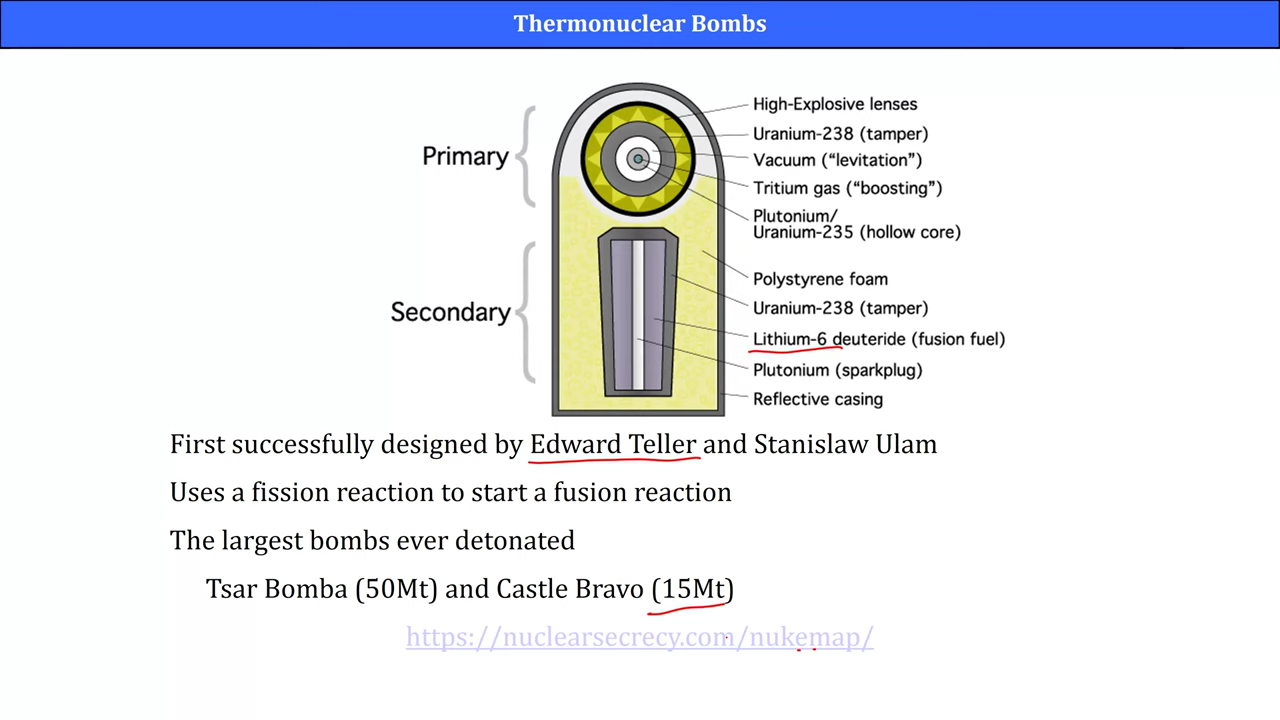 Thermonuclear Bombs
Primary
Secondary
High-Explosive lenses
Uranium-238 (tamper)
Vacuum (“levitation”)
Tritium gas (“boosting”)
Plutonium/
Uranium-235 (hollow core)
Polystyrene foam
Uranium-238 (tamper)
Lithium-6 deuteride (fusion fuel)
Plutonium (sparkplug)
Reflective casing
First successfully designed by Edward Teller and Stanislaw Ulam
Uses a fission reaction to start a fusion reaction
The largest bombs ever detonated
Tsar Bomba (50Mt) and Castle Bravo (15Mt)
https://nuclearsecrecy.com/nukemap/